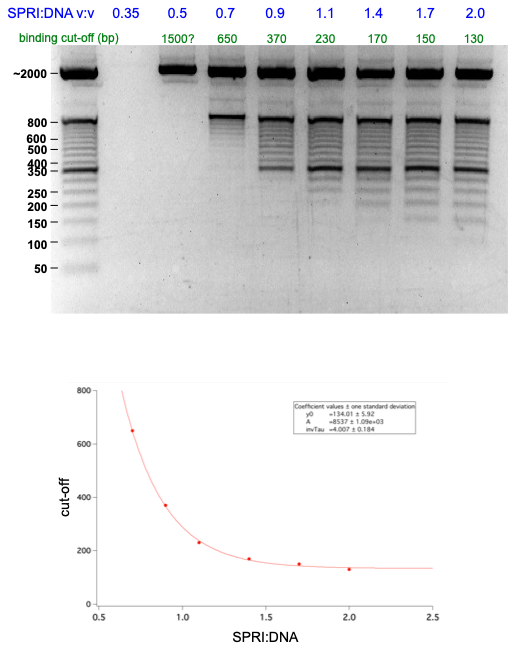 SPRI:DNA v:v 0.35 0.5 0.7 0.9 1.1 1.4 1.7 2.0
binding cut-off (bp) 1500? 650 370 230 170 150 130
~2000
800
600
500
400
350
250
200
150
100
50
800
Coefficient values ± one standard deviation
y0 =134.01 ± 5.92
A =8537 ± 1.09e+03
invTau =4.007 ± 0.184
600
cut-off
400
200
0
0.5 1.0 1.5 2.0 2.5
SPRI:DNA